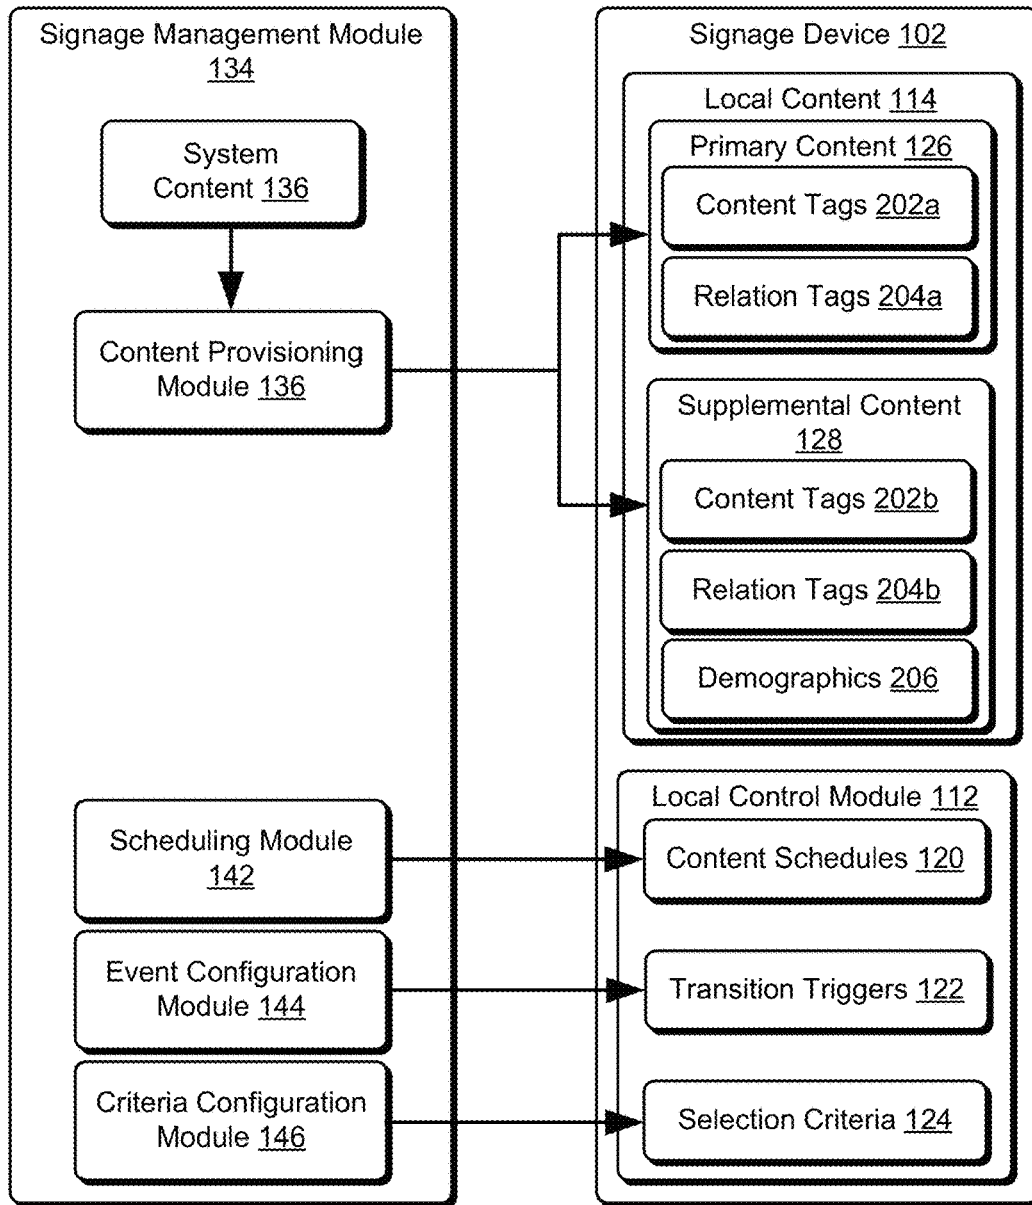 Signage Management Module
134
System
Content 136
Content Provisioning
Module 136
Scheduling Module
142
Event Configuration
Module 144
Criteria Configuration
Module 146
Signage Device 102
Local Content 114
Primary Content 126
Content Tags 202a
Relation Tags 204a
Supplemental Content
128
Content Tags 202b
Relation Tags 204b
Demographics 206
Local Control Module 112
Content Schedules 120
Transition Triggers 122
Selection Criteria 124